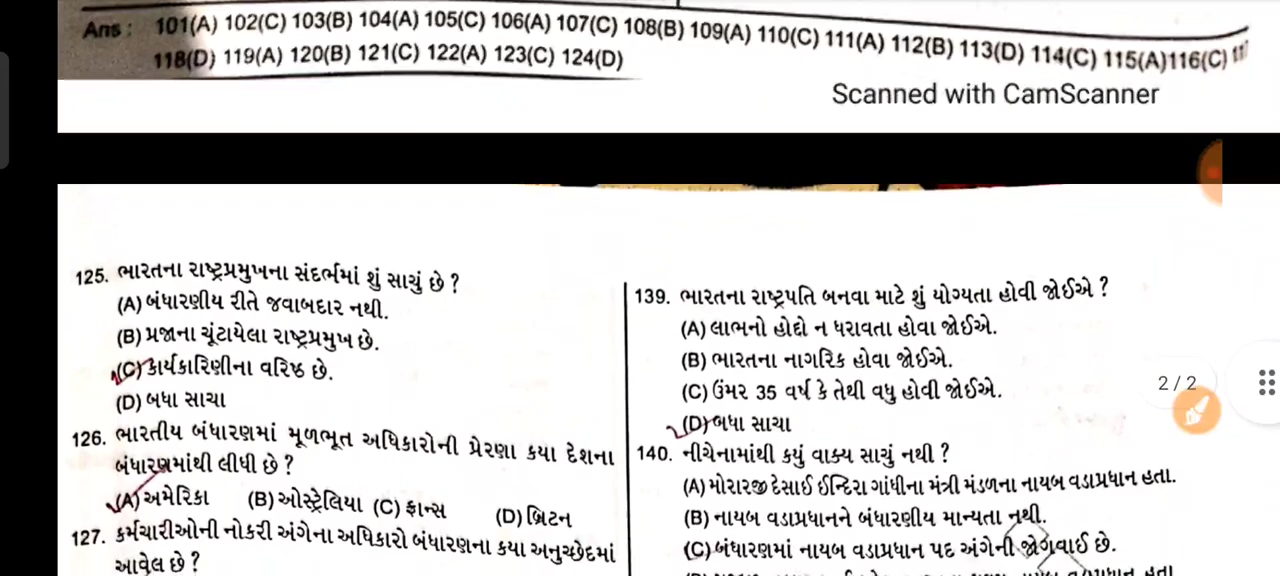 Ans : 101(A) 102(C) 103(B) 104(A) 105(C) 106(A) 107(C) 108(B) 109(A) 110(C) 111(A) 112(B) 113(D) 114(C) 115(A)116(C)
118(D) 119(A) 120(B) 121(C) 122(A) 123(C) 124(D)
Scanned with CamScanner
125. ભારતના રાષ્ટ્રપ્રમુખના સંદર્ભમાં શું સાચું છે ?
(A) બંધારણીય રીતે જવાબદાર નથી.
(B) પ્રજાના ચૂંટાયેલા રાષ્ટ્રપ્રમુખ છે.
(C) કાર્યકારિણીના વરિષ્ઠ છે.
(D) બધા સાચા
126. ભારતીય બંધારણમાં મૂળભૂત અધિકારોની પ્રેરણા કયા દેશના
બંધારણમાંથી લીધી છે ?
(A) અમેરિકા (B) ઓસ્ટ્રેલિયા (C) ફ્રાન્સ (D) બ્રિટન
127. કર્મચારીઓની નોકરી અંગેના અધિકારો બંધારણના કયા અનુચ્છેદમાં
આવેલ છે ?
139. ભારતના રાષ્ટ્રપતિ બનવા માટે શું યોગ્યતા હોવી જોઈએ ?
(A) લાભનો હોદ્દો ન ધરાવતા હોવા જોઈએ.
(B) ભારતના નાગરિક હોવા જોઈએ.
(C) ઉંમર 35 વર્ષ કે તેથી વધુ હોવી જોઈએ.
(D) બધા સાચા
140. નીચેનામાંથી કયું વાક્ય સાચું નથી ?
(A) મોરારજી દેસાઈ ઈન્દિરા ગાંધીના મંત્રી મંડળના નાયબ વડાપ્રધાન હતા.
(B) નાયબ વડાપ્રધાનને બંધારણીય માન્યતા નથી.
(C) બંધારણમાં નાયબ વડાપ્રધાન પદ અંગેની જોગવાઈ છે.
2 / 2